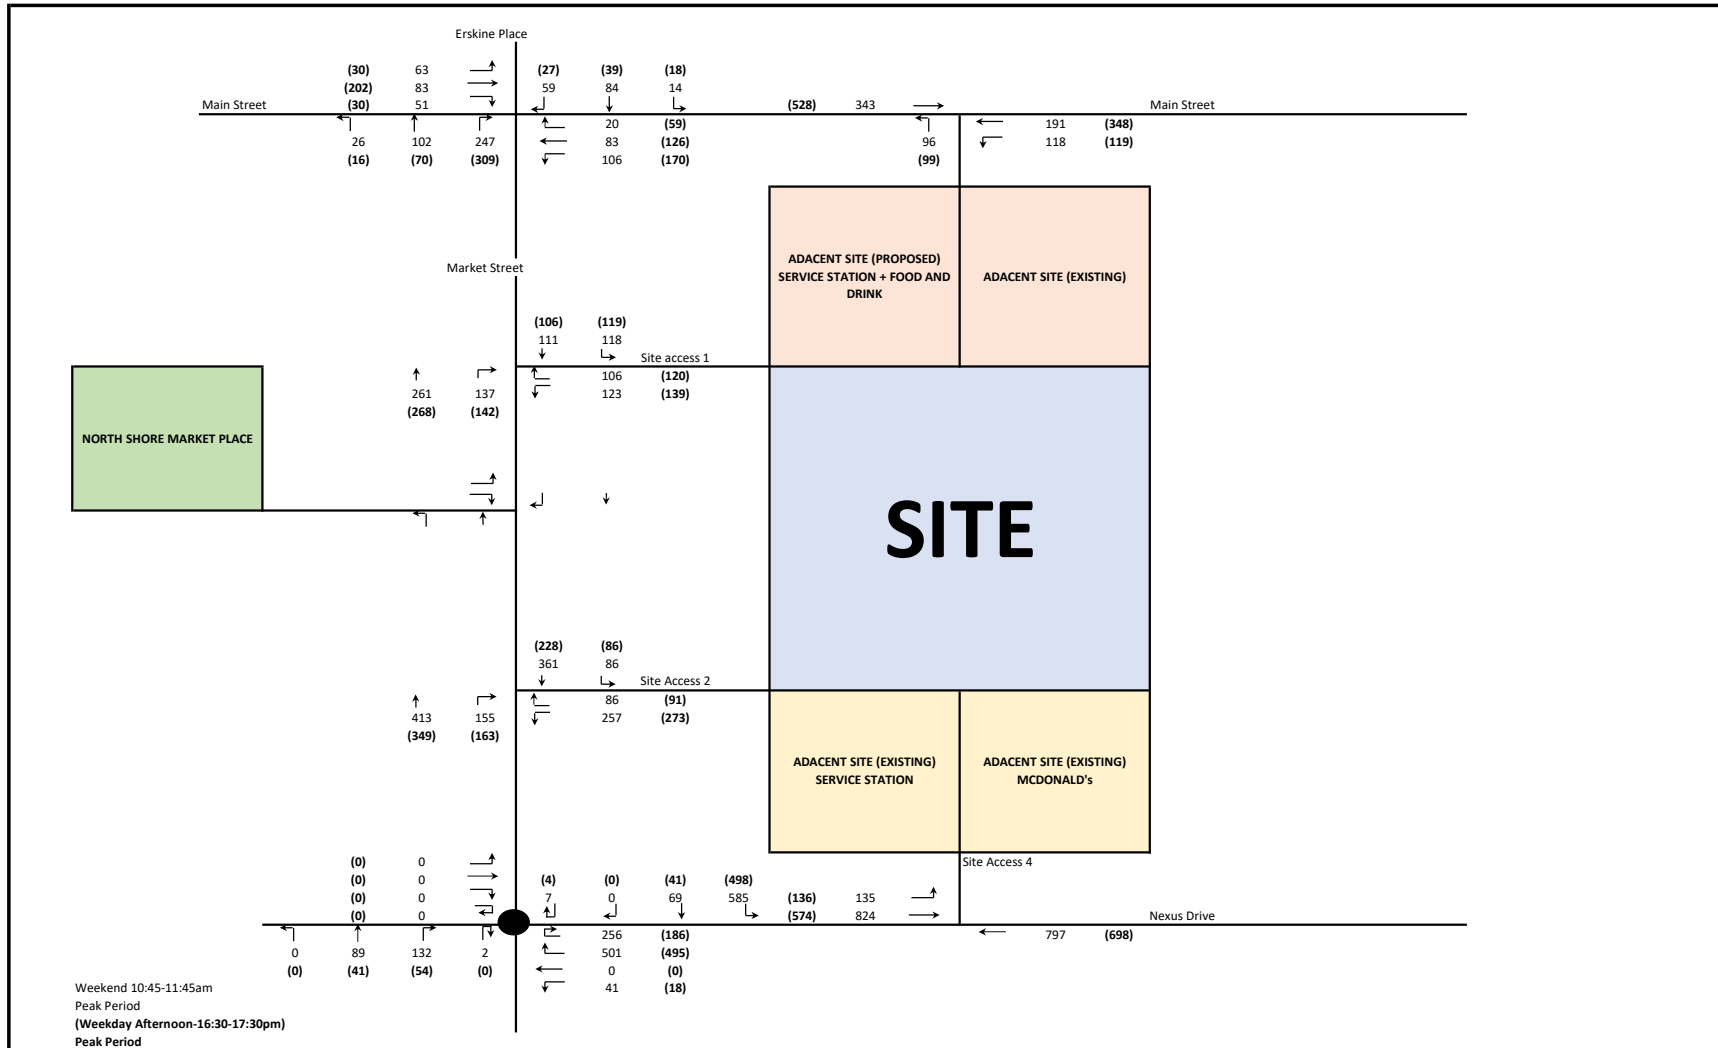 Erskine Place
(30) 63 (27) (39) (18)
(202) 83 59 84 14
Main Street (30) 51 (528) 343 Main Street
20 (59) 191 (348)
26 102 247 83 (126) 96 118 (119)
(16) (70) (309) 106 (170) (99)
ADACENT SITE (PROPOSED)
SERVICE STATION + FOOD AND
DRINK
ADACENT SITE (EXISTING)
Market Street
(106) (119)
111 118
Site access 1
106 (120)
261 137 123 (139)
(268) (142)
NORTH SHORE MARKET PLACE
SITE
(228) (86)
361 86
Site Access 2
86 (91)
413 155 257 (273)
(349) (163)
ADACENT SITE (EXISTING)
SERVICE STATION
ADACENT SITE (EXISTING)
MCDONALD's
Site Access 4
(0) 0
(0) 0 (4) (0) (41) (498)
(0) 0 7 0 69 585 (136) 135
(0) 0 (574) 824 Nexus Drive
256 (186) 797 (698)
0 89 132 2 501 (495)
(0) (41) (54) (0) 0 (0)
41 (18)
Weekend 10:45-11:45am
Peak Period
(Weekday Afternoon-16:30-17:30pm)
Peak Period